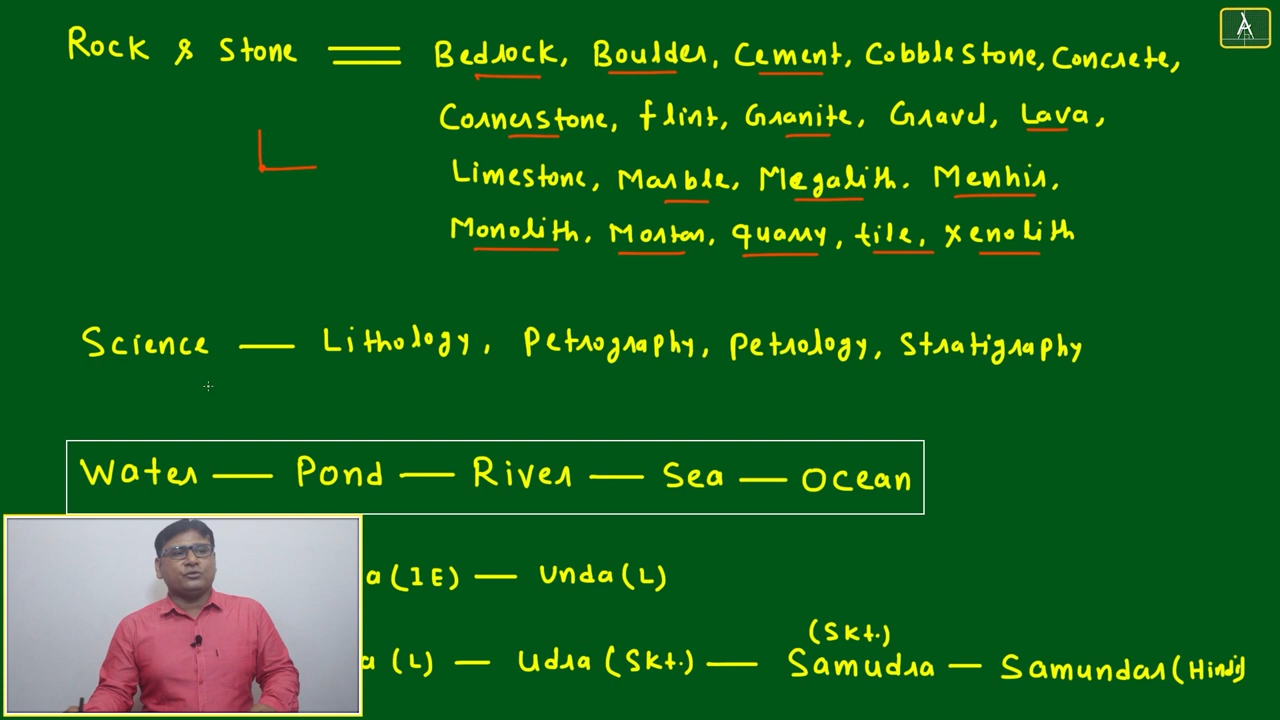 Rock & Stone = Bedrock, Boulder, Cement, Cobblestone, Concrete,
Cornerstone, flint, Granite, Gravel, Lava,
Limestone, Marble, Megalith. Menhir,
Monolith, Mortar, quarry, tile, Xenolith
Science — Lithology, Petrography, Petrology, Stratigraphy
Water — Pond — River — Sea — Ocean
a (IE) — Unda (L)
(Skt.)
a (L) — Udra (Skt.) — Samudra — Samundar (Hindi)